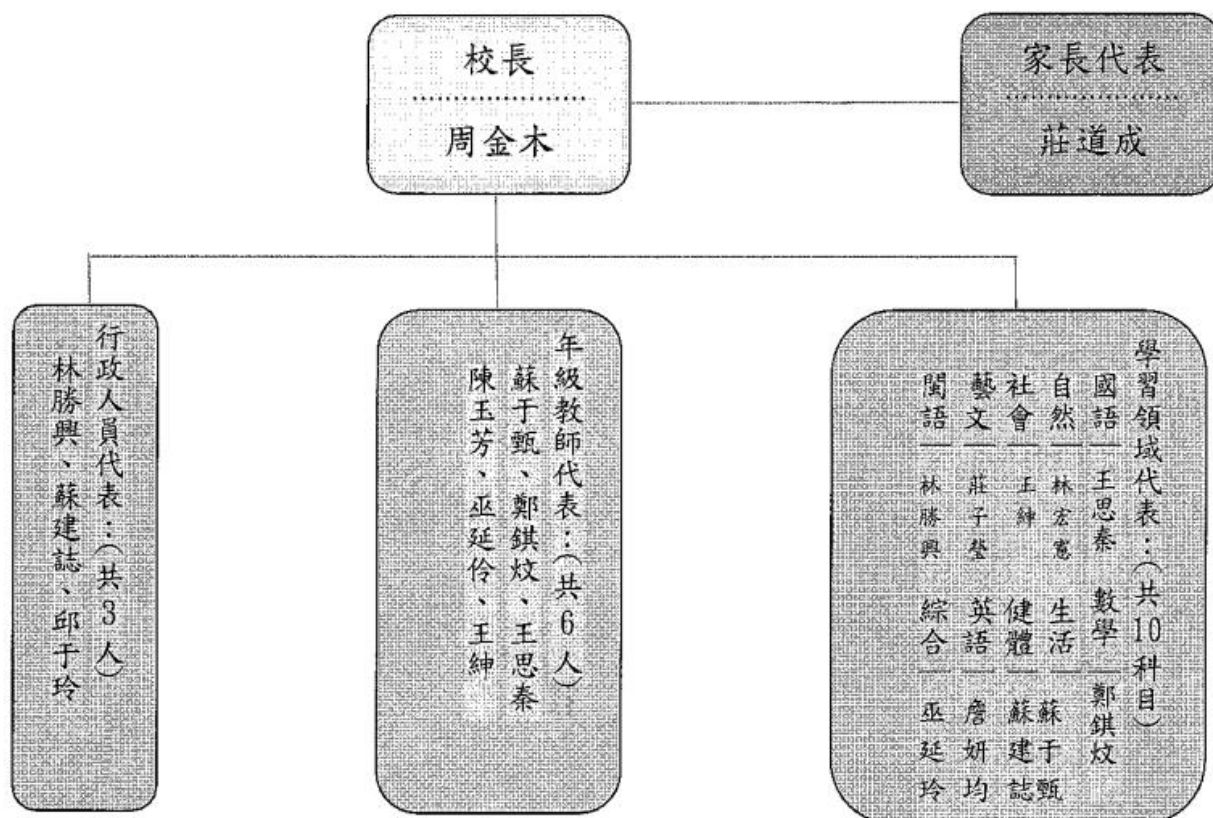 校長
周金木
家長代表
莊道成
行政人員代表：(共3人)
林勝興、蘇建誌、邱于玲
年級教師代表：(共6人)
蘇于甄、鄭錤炆、王思秦
陳玉芳、巫延伶、王紳
學習領域代表：(共10科目)
國語—王思秦 數學—鄭錤炆
自然—林宏寬 生活—蘇于甄
社會—王紳 健體—蘇建誌
藝文—莊子瑩 英語—詹妍均
閩語—林勝興 綜合—巫延玲